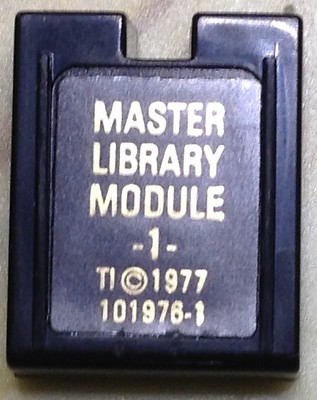 MASTER
LIBRARY
MODULE
-1-
TI ©1977
101976-1